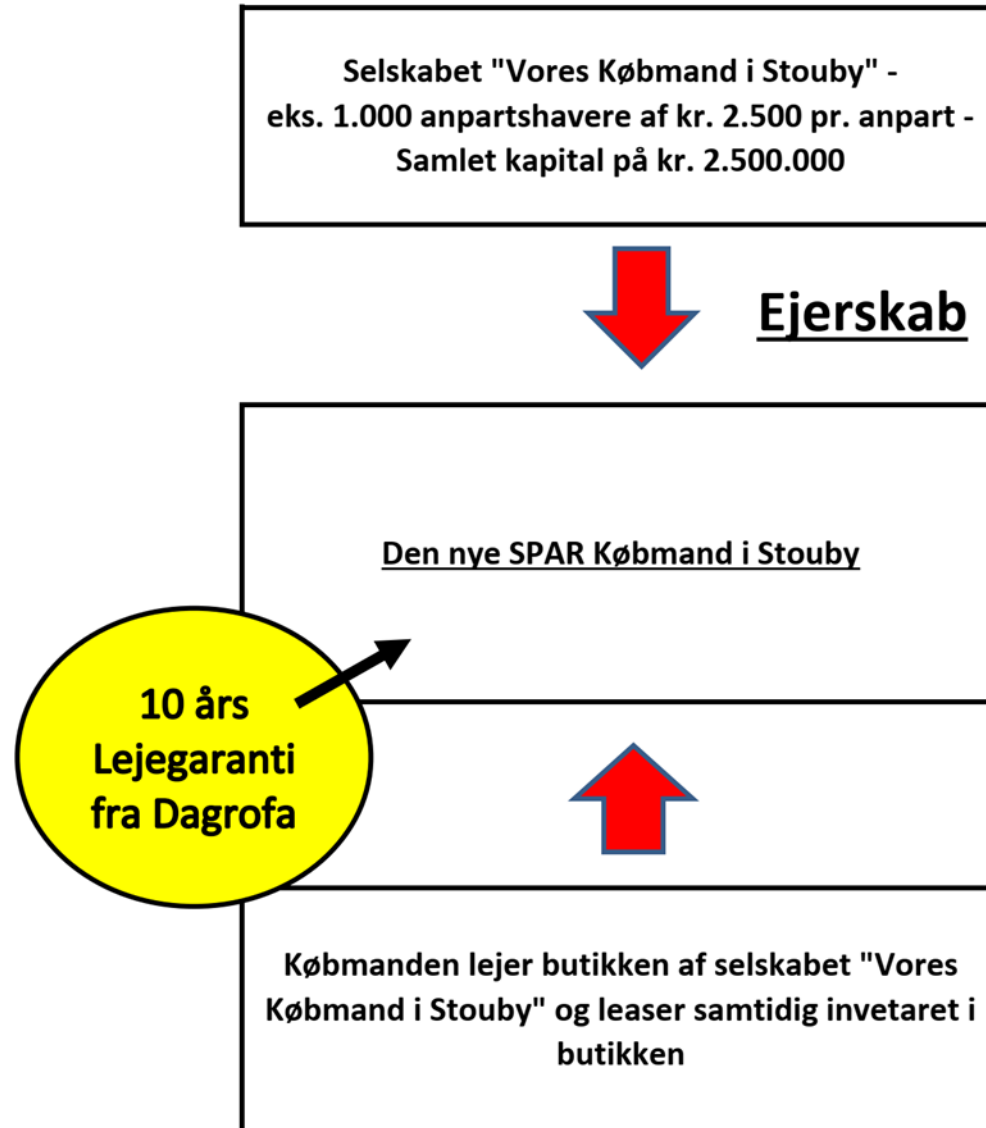 Selskabet "Vores Købmand i Stouby" -
eks. 1.000 anpartshavere af kr. 2.500 pr. anpart -
Samlet kapital på kr. 2.500.000
Ejerskab
Den nye SPAR Købmand i Stouby
10 års
Lejegaranti
fra Dagrofa
Købmanden lejer butikken af selskabet "Vores
Købmand i Stouby" og leaser samtidig invetaret i
butikken